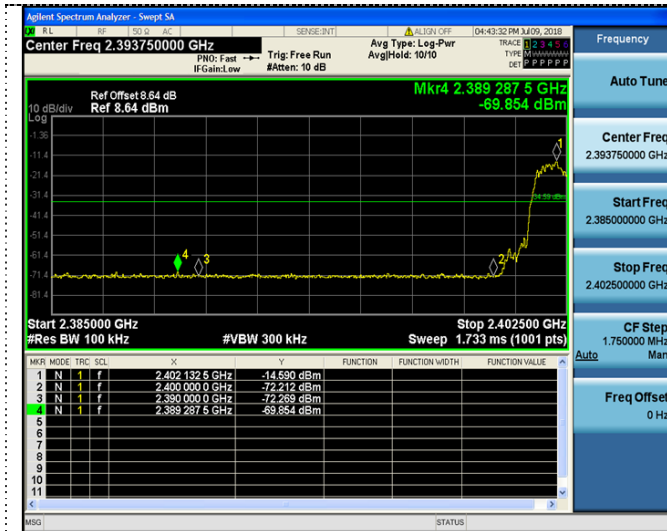 Agilent Spectrum Analyzer - Swept SA
RL RF 50 Ω AC SENSE:INT ALIGN OFF 04:43:32 PM Jul 09, 2018
Center Freq 2.393750000 GHz
PNO: Fast Trig: Free Run
IFGain:Low #Atten: 10 dB
Avg Type: Log-Pwr
Avg|Hold: 10/10
TRACE 1 2 3 4 5 6
TYPE M
DET P P P P P P
Frequency
Auto Tune
Center Freq
2.393750000 GHz
Start Freq
2.385000000 GHz
Stop Freq
2.402500000 GHz
CF Step
1.750000 MHz
Auto Man
Freq Offset
0 Hz
Mkr4 2.389 287 5 GHz
-69.854 dBm
Ref Offset 8.64 dB
10 dB/div Ref 8.64 dBm
Log
-1.36
-11.4
-21.4
-31.4
-41.4
-51.4
-61.4
-71.4
-81.4
1
-34.59 dBm
4
3
2
Start 2.385000 GHz Stop 2.402500 GHz
#Res BW 100 kHz #VBW 300 kHz Sweep 1.733 ms (1001 pts)
MKR MODE TRC SCL X Y FUNCTION FUNCTION WIDTH FUNCTION VALUE
1 N 1 f 2.402 132 5 GHz -14.590 dBm
2 N 1 f 2.400 000 0 GHz -72.212 dBm
3 N 1 f 2.390 000 0 GHz -72.269 dBm
4 N 1 f 2.389 287 5 GHz -69.854 dBm
5
6
7
8
9
10
11
MSG STATUS